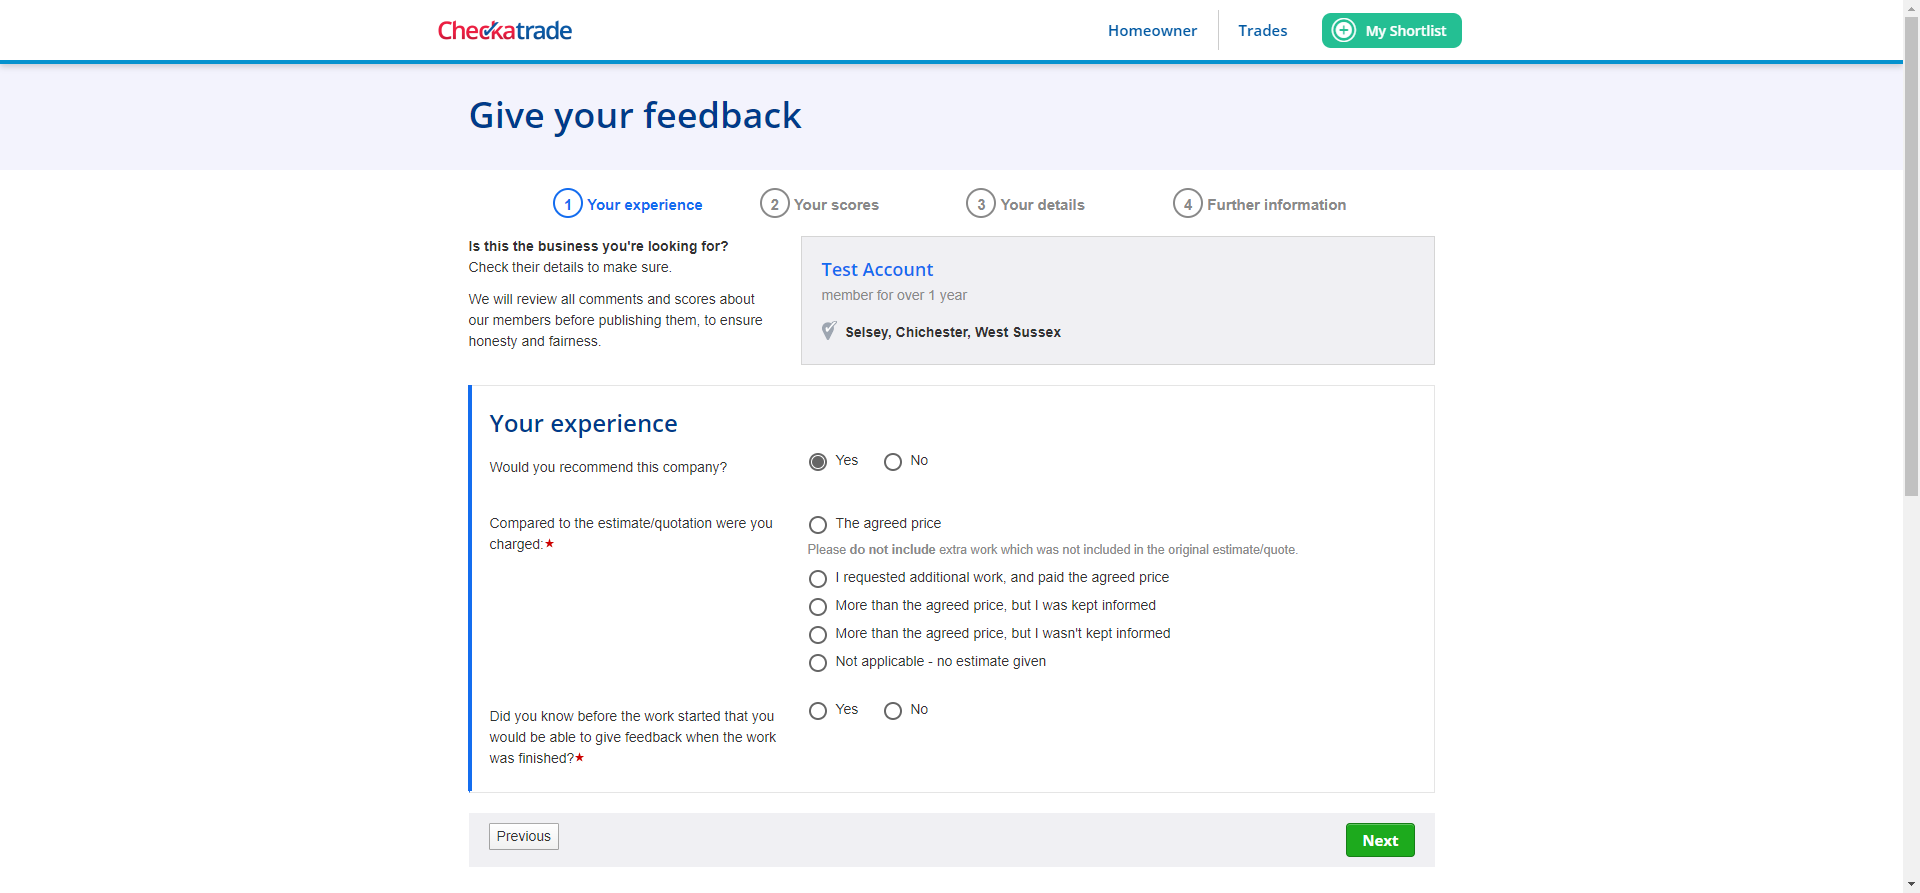 Checkatrade
Homeowner
Trades
My Shortlist
Give your feedback
1 Your experience
2 Your scores
3 Your details
4 Further information
Is this the business you're looking for?
Check their details to make sure.
We will review all comments and scores about
our members before publishing them, to ensure
honesty and fairness.
Test Account
member for over 1 year
Selsey, Chichester, West Sussex
Your experience
Would you recommend this company?
Yes No
Compared to the estimate/quotation were you
charged:★
The agreed price
Please do not include extra work which was not included in the original estimate/quote.
I requested additional work, and paid the agreed price
More than the agreed price, but I was kept informed
More than the agreed price, but I wasn't kept informed
Not applicable - no estimate given
Did you know before the work started that you
would be able to give feedback when the work
was finished?★
Yes No
Previous
Next